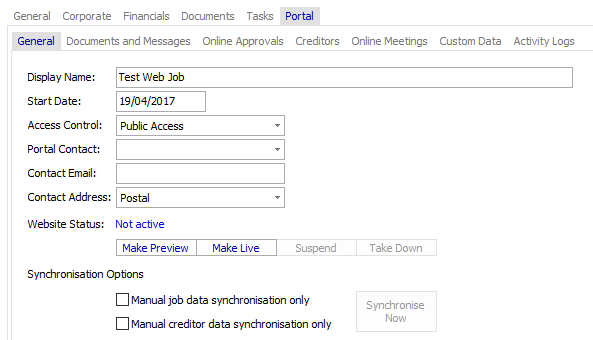 General Corporate Financials Documents Tasks Portal
General Documents and Messages Online Approvals Creditors Online Meetings Custom Data Activity Logs
Display Name: Test Web Job
Start Date: 19/04/2017
Access Control: Public Access
Portal Contact:
Contact Email:
Contact Address: Postal
Website Status: Not active
Make Preview Make Live Suspend Take Down
Synchronisation Options
Manual job data synchronisation only
Manual creditor data synchronisation only
Synchronise
Now